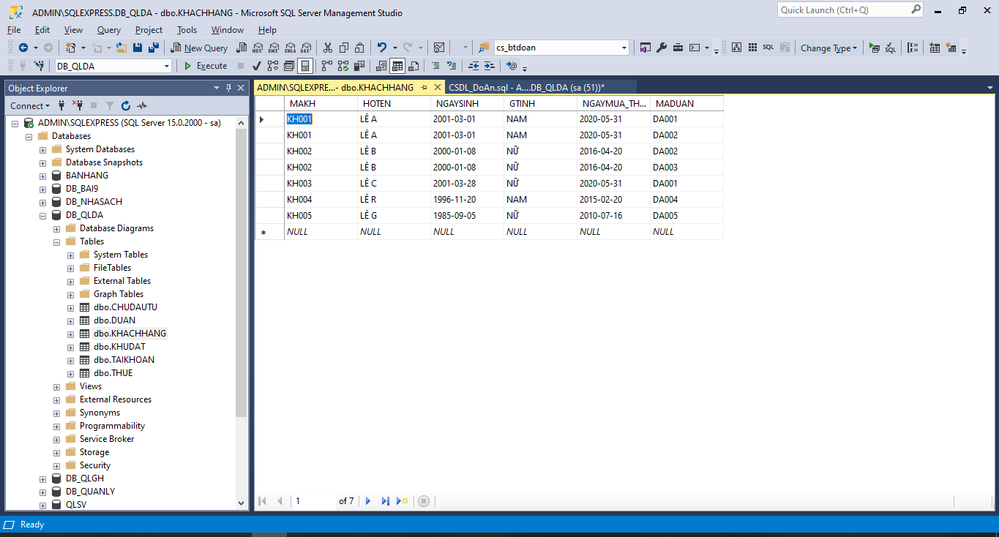 ADMIN\SQLEXPRESS.DB_QLDA - dbo.KHACHHANG - Microsoft SQL Server Management Studio
Quick Launch (Ctrl+Q)
File Edit View Query Project Tools Window Help
New Query MDX DMX XMLA DAX cs_btdoan SQL Change Type SQL
DB_QLDA Execute
Object Explorer
Connect
ADMIN\SQLEXPRESS (SQL Server 15.0.2000 - sa)
Databases
System Databases
Database Snapshots
BANHANG
DB_BAI9
DB_NHASACH
DB_QLDA
Database Diagrams
Tables
System Tables
FileTables
External Tables
Graph Tables
dbo.CHUDAUTU
dbo.DUAN
dbo.KHACHHANG
dbo.KHUDAT
dbo.TAIKHOAN
dbo.THUE
Views
External Resources
Synonyms
Programmability
Service Broker
Storage
Security
DB_QLGH
DB_QUANLY
QLSV
ADMIN\SQLEXPRE...- dbo.KHACHHANG CSDL_DoAn.sql - A....DB_QLDA (sa (51))*
MAKH HOTEN NGAYSINH GTINH NGAYMUA_TH... MADUAN
KH001 LÊ A 2001-03-01 NAM 2020-05-31 DA001
KH001 LÊ A 2001-03-01 NAM 2020-05-31 DA002
KH002 LÊ B 2000-01-08 NỮ 2016-04-20 DA002
KH002 LÊ B 2000-01-08 NỮ 2016-04-20 DA003
KH003 LÊ C 2001-03-28 NỮ 2020-05-31 DA001
KH004 LÊ R 1996-11-20 NAM 2015-02-20 DA004
KH005 LÊ G 1985-09-05 NỮ 2010-07-16 DA005
NULL NULL NULL NULL NULL NULL
1 of 7
Ready